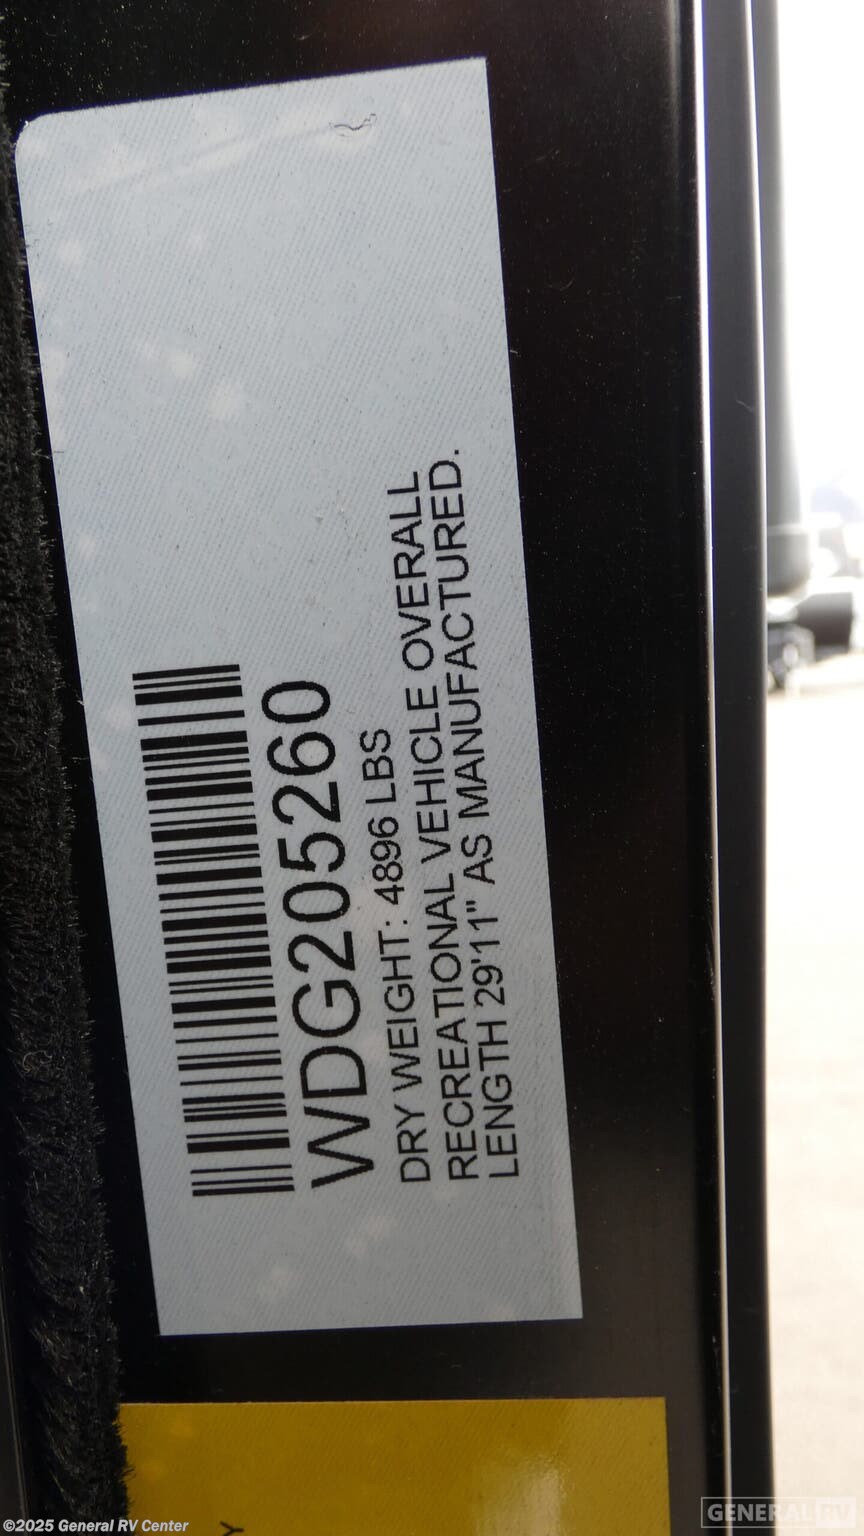 WDG205260
DRY WEIGHT: 4896 LBS
RECREATIONAL VEHICLE OVERALL
LENGTH 29'11" AS MANUFACTURED.
Y
©2025 General RV Center
GENERAL RV